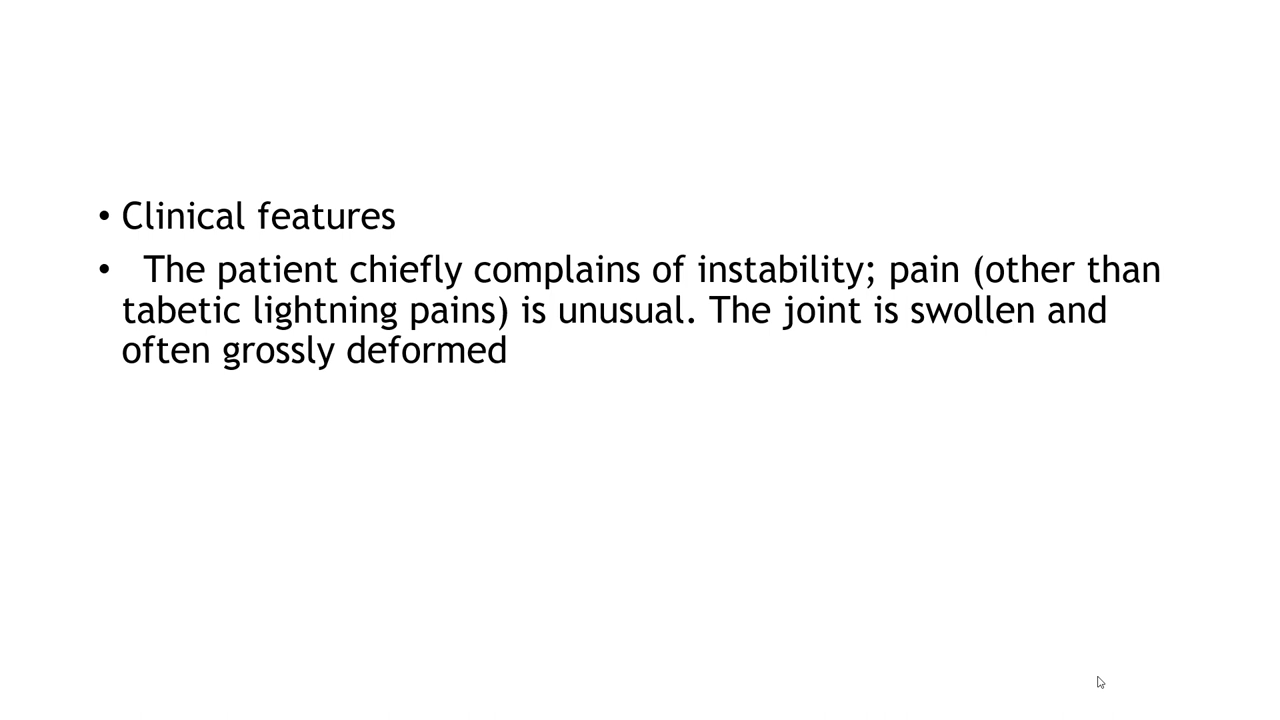 • Clinical features
• The patient chiefly complains of instability; pain (other than
tabetic lightning pains) is unusual. The joint is swollen and
often grossly deformed